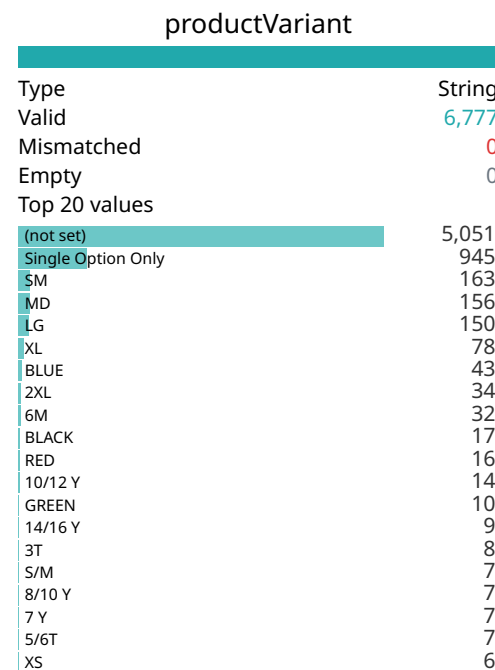 productVariant
Type String
Valid 6,777
Mismatched 0
Empty 0
Top 20 values
(not set) 5,051
Single Option Only 945
SM 163
MD 156
LG 150
XL 78
BLUE 43
2XL 34
6M 32
BLACK 17
RED 16
10/12 Y 14
GREEN 10
14/16 Y 9
3T 8
S/M 7
8/10 Y 7
7 Y 7
5/6T 7
XS 6